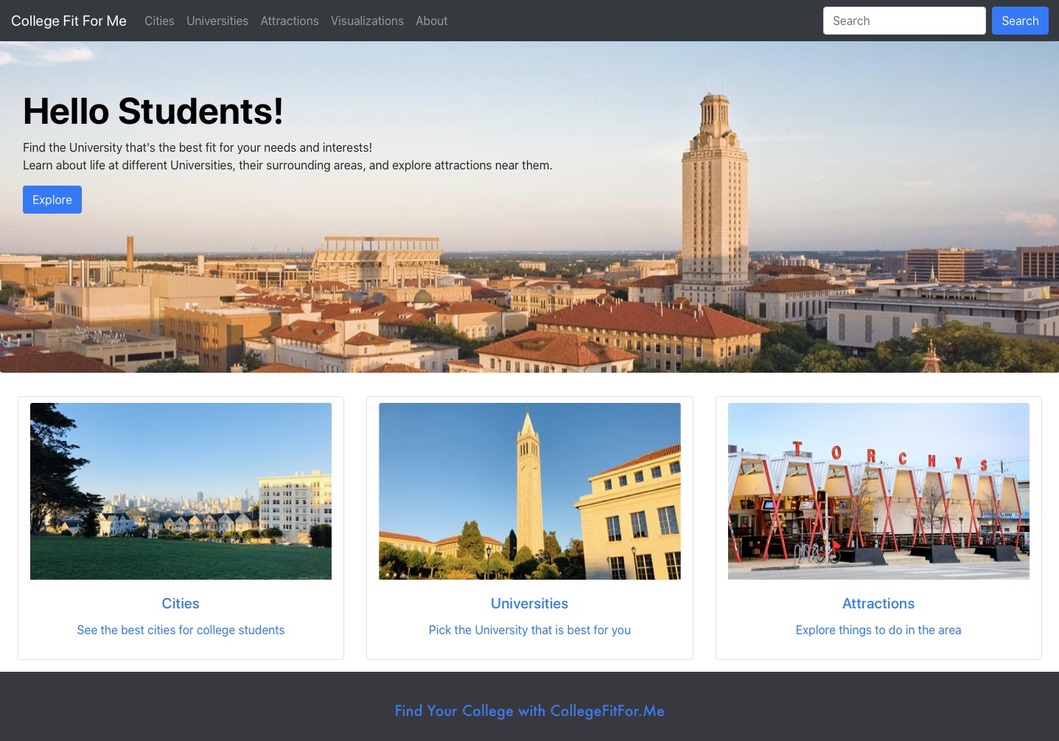 College Fit For Me
Cities
Universities
Attractions
Visualizations
About
Search
Search
Hello Students!
Find the University that's the best fit for your needs and interests!
Learn about life at different Universities, their surrounding areas, and explore attractions near them.
Explore
TORCHYS
Cities
See the best cities for college students
Universities
Pick the University that is best for you
Attractions
Explore things to do in the area
Find Your College with CollegeFitFor.Me